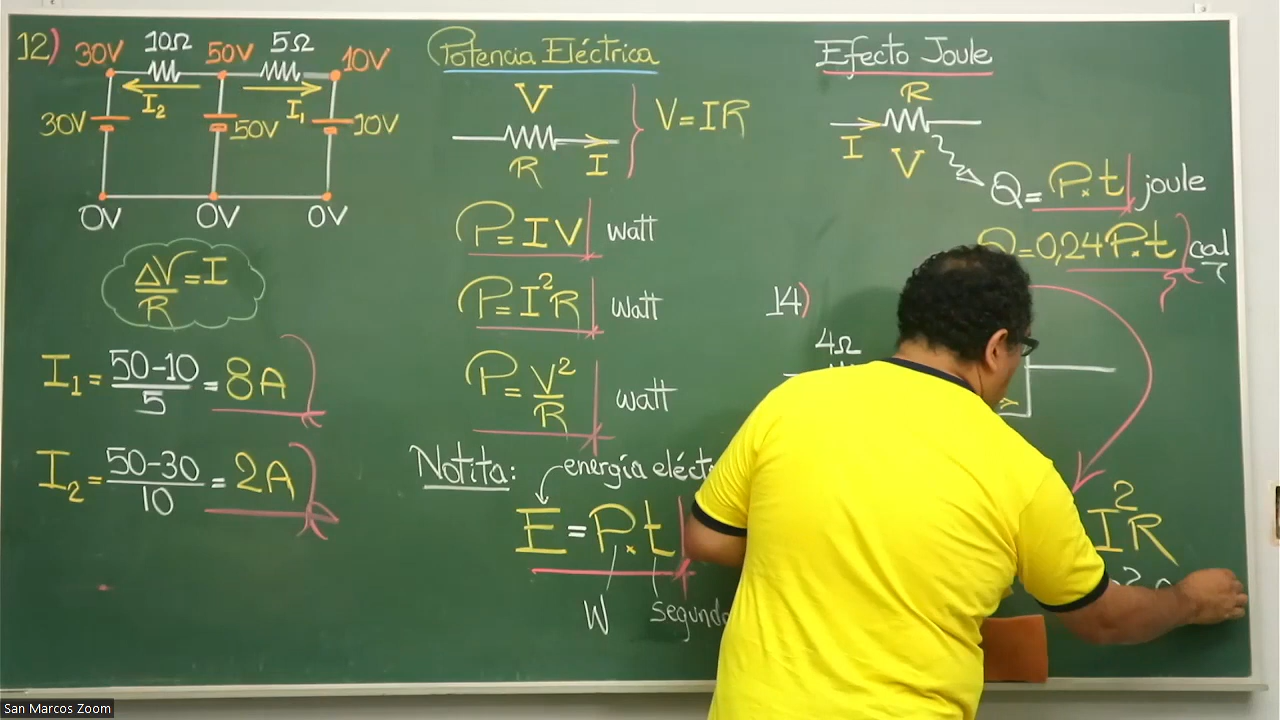 12)
30V 10Ω 50V 5Ω 10V
I₂ I₁
30V 50V 10V
0V 0V 0V
ΔV/R = I
I₁ = 50-10/5 = 8A
I₂ = 50-30/10 = 2A
Potencia Eléctrica
V
R I
V = IR
P = IV watt
P = I²R watt
P = V²/R watt
Notita: energía
E = P×t
W
Efecto Joule
R
I V
Q = P×t joule
Q = 0,24P×t cal
14)
4Ω
I²R
San Marcos Zoom